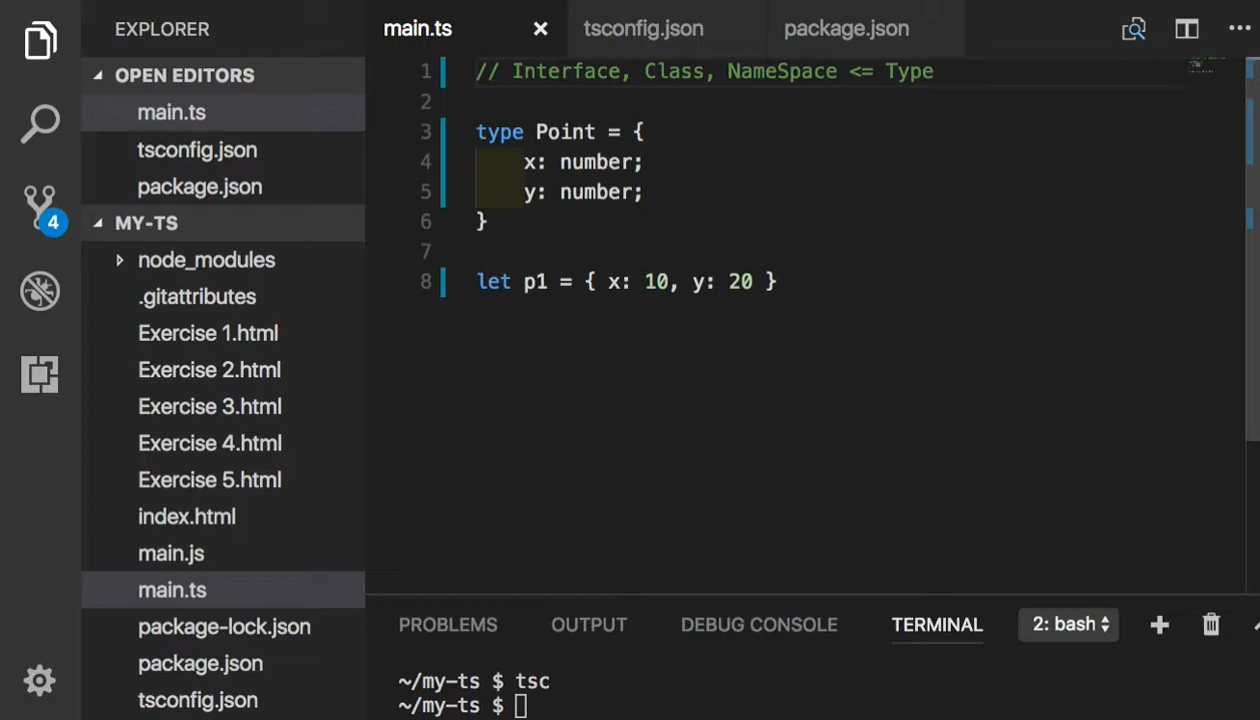 EXPLORER
OPEN EDITORS
main.ts
tsconfig.json
package.json
MY-TS
node_modules
.gitattributes
Exercise 1.html
Exercise 2.html
Exercise 3.html
Exercise 4.html
Exercise 5.html
index.html
main.js
main.ts
package-lock.json
package.json
tsconfig.json
4
main.ts tsconfig.json package.json
1 // Interface, Class, NameSpace <= Type
2
3 type Point = {
4 x: number;
5 y: number;
6 }
7
8 let p1 = { x: 10, y: 20 }
PROBLEMS OUTPUT DEBUG CONSOLE TERMINAL 2: bash
~/my-ts $ tsc
~/my-ts $